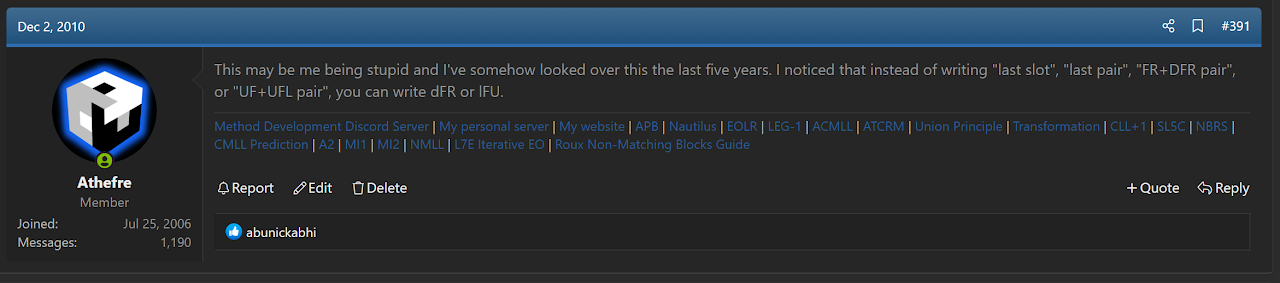 Dec 2, 2010
#391
This may be me being stupid and I've somehow looked over this the last five years. I noticed that instead of writing "last slot", "last pair", "FR+DFR pair",
or "UF+UFL pair", you can write dFR or lFU.
Method Development Discord Server | My personal server | My website | APB | Nautilus | EOLR | LEG-1 | ACMLL | ATCRM | Union Principle | Transformation | CLL+1 | SL5C | NBRS |
CMLL Prediction | A2 | MI1 | MI2 | NMLL | L7E Iterative EO | Roux Non-Matching Blocks Guide
Athefre
Member
Joined: Jul 25, 2006
Messages: 1,190
Report Edit Delete
+ Quote Reply
abunickabhi